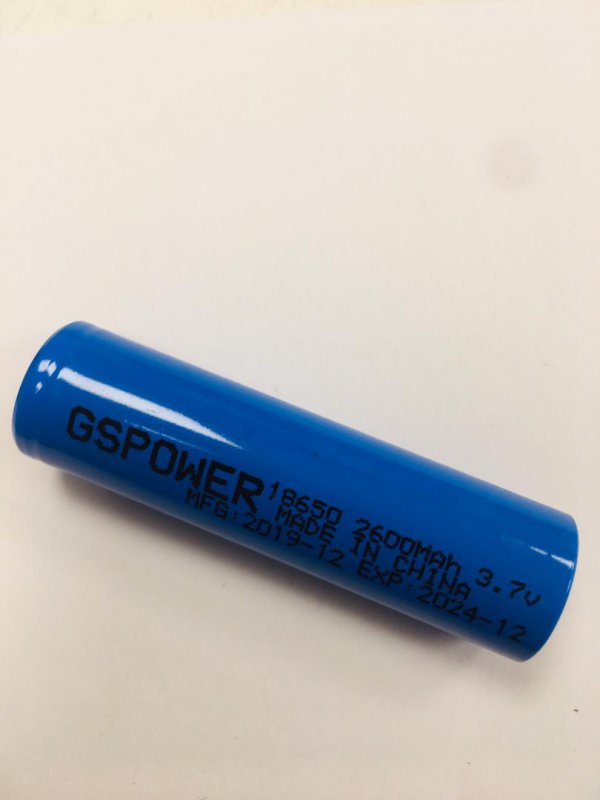 GSPOWER 18650 2600MAh 3.7v
MADE IN CHINA
MFG:2019-12 EXP:2024-12